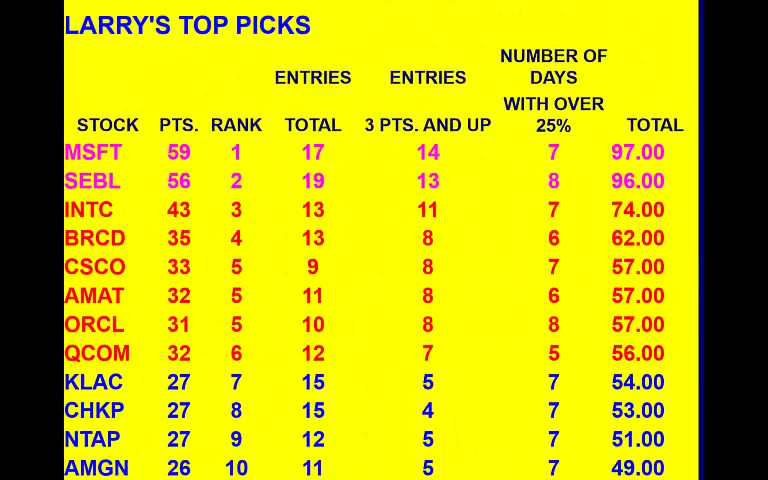 LARRY'S TOP PICKS
NUMBER OF
ENTRIES ENTRIES DAYS
WITH OVER
STOCK PTS. RANK TOTAL 3 PTS. AND UP 25% TOTAL
MSFT 59 1 17 14 7 97.00
SEBL 56 2 19 13 8 96.00
INTC 43 3 13 11 7 74.00
BRCD 35 4 13 8 6 62.00
CSCO 33 5 9 8 7 57.00
AMAT 32 5 11 8 6 57.00
ORCL 31 5 10 8 8 57.00
QCOM 32 6 12 7 5 56.00
KLAC 27 7 15 5 7 54.00
CHKP 27 8 15 4 7 53.00
NTAP 27 9 12 5 7 51.00
AMGN 26 10 11 5 7 49.00